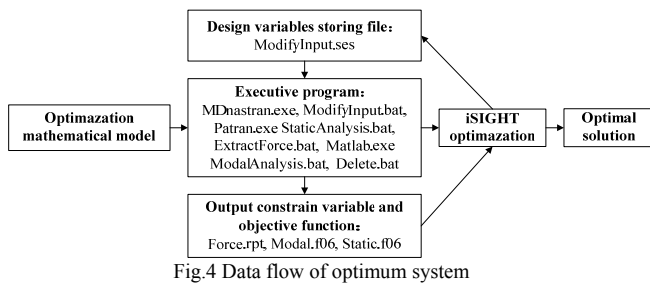 Design variables storing file：
ModifyInput.ses
Executive program：
MDnastran.exe, ModifyInput.bat,
Patran.exe StaticAnalysis.bat,
ExtractForce.bat, Matlab.exe
ModalAnalysis.bat, Delete.bat
Optimazation
mathematical model
iSIGHT
optimazation
Optimal
solution
Output constrain variable and
objective function：
Force.rpt, Modal.f06, Static.f06
Fig.4 Data flow of optimum system